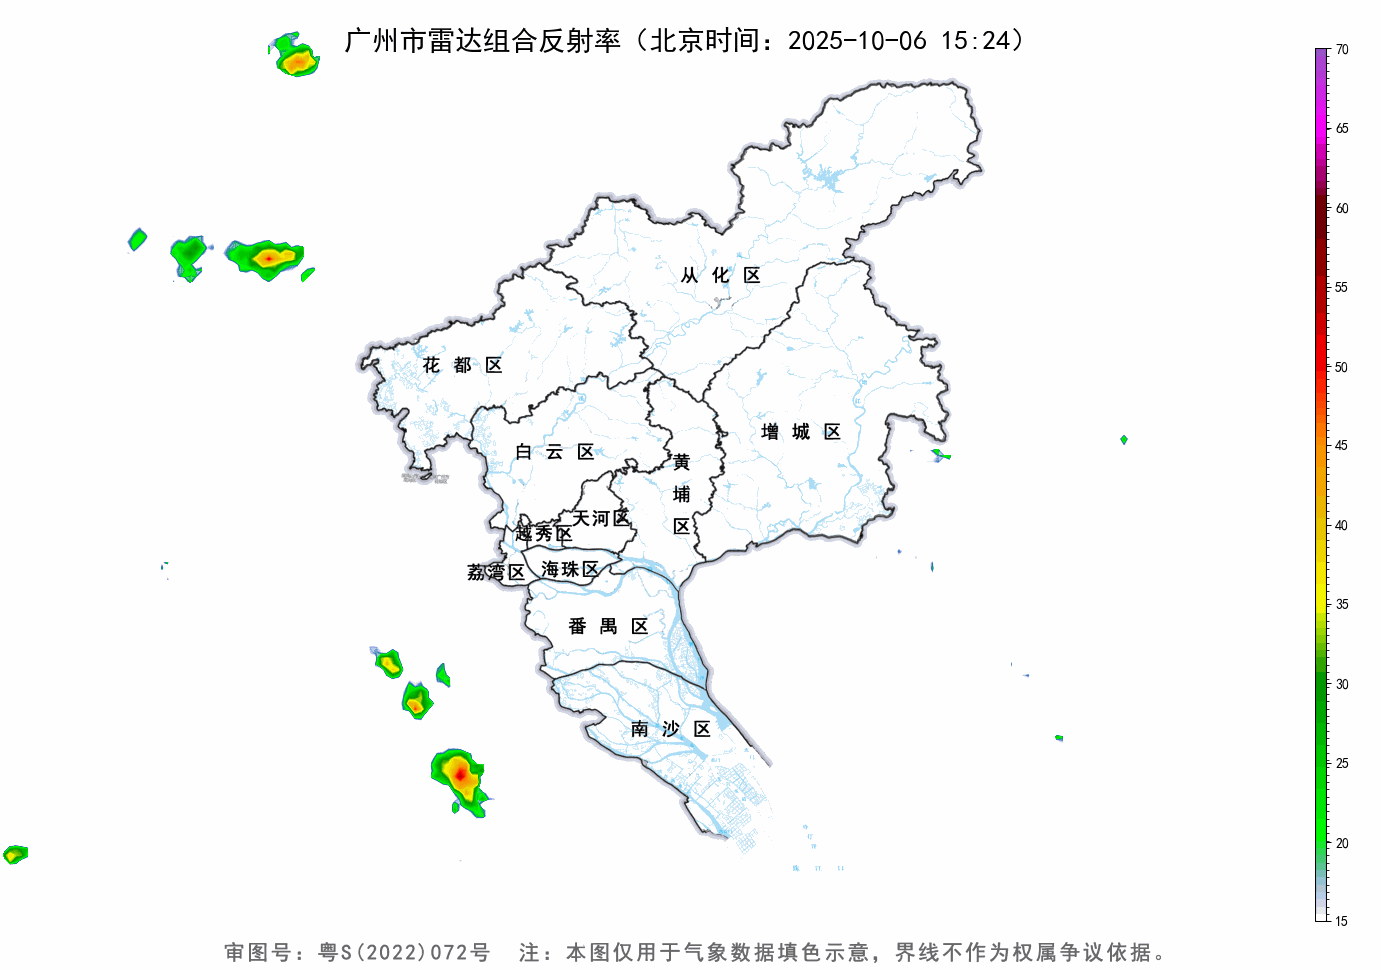 广州市雷达组合反射率（北京时间：2025-10-06 15:24）
70
65
60
55
50
45
40
35
30
25
20
15
从化区
花都区
增城区
白云区
黄埔区
天河区
越秀区
荔湾区
海珠区
番禺区
南沙区
审图号：粤S(2022)072号 注：本图仅用于气象数据填色示意，界线不作为权属争议依据。